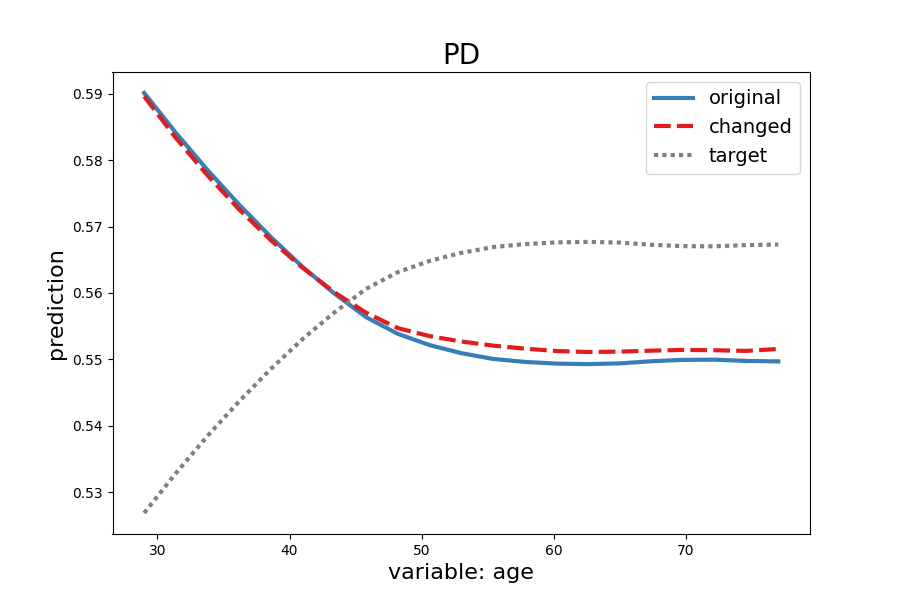 PD
original
changed
target
prediction
0.59
0.58
0.57
0.56
0.55
0.54
0.53
30 40 50 60 70
variable: age